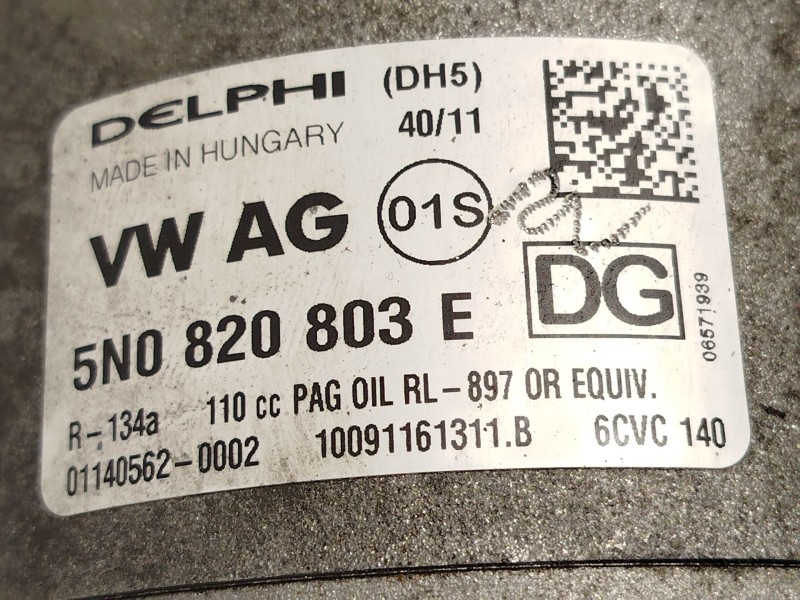 DELPHI (DH5)
MADE IN HUNGARY 40/11
VW AG 01S
DG
5N0 820 803 E
06571939
R-134a 110 cc PAG OIL RL-897 OR EQUIV.
01140562-0002 10091161311.B 6CVC 140